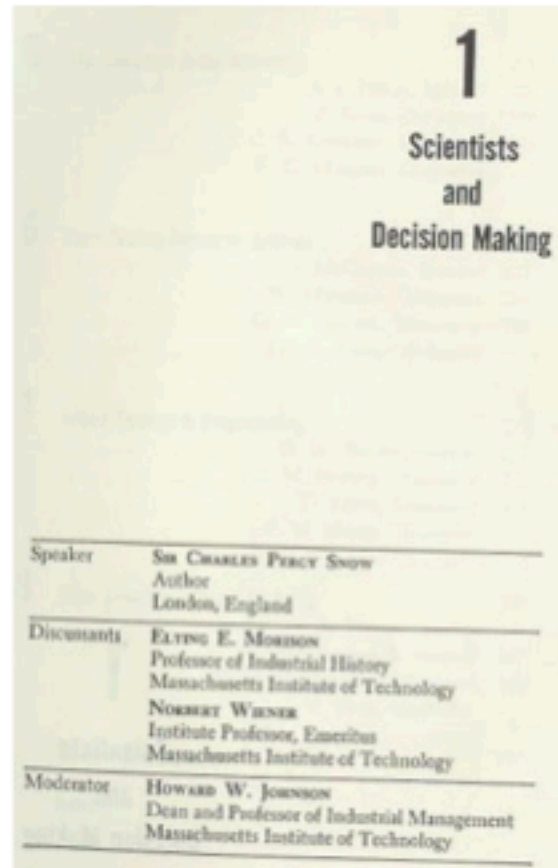 1
Scientists
and
Decision Making
Speaker SIR CHARLES PERCY SNOW
Author
London, England
Discussants ELTING E. MORISON
Professor of Industrial History
Massachusetts Institute of Technology
NORBERT WIENER
Institute Professor, Emeritus
Massachusetts Institute of Technology
Moderator HOWARD W. JOHNSON
Dean and Professor of Industrial Management
Massachusetts Institute of Technology